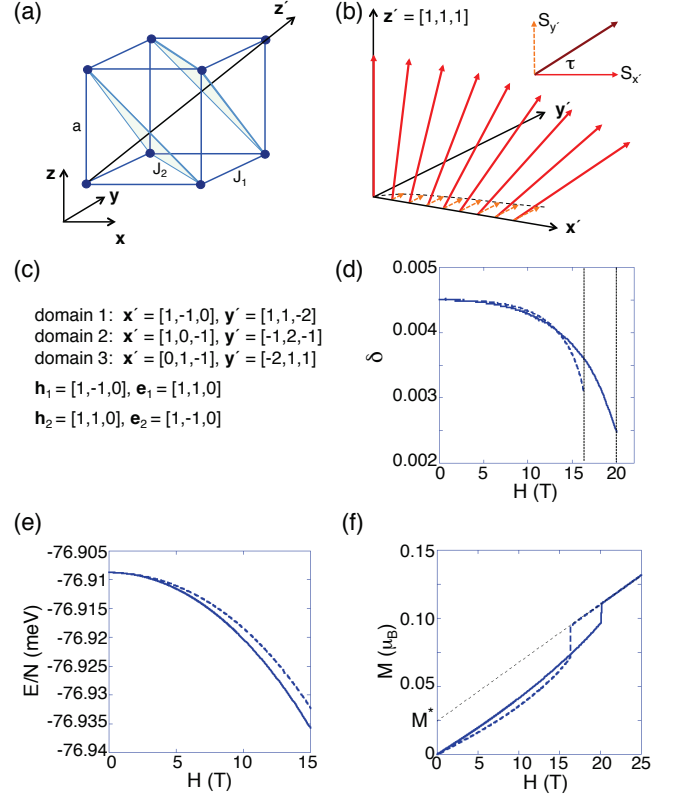 (a)
z´
a
J₂
J₁
z
y
x
(b)
z´ = [1,1,1]
S_y´
τ
S_x´
y´
x´
(c)
domain 1: x´ = [1,-1,0], y´ = [1,1,-2]
domain 2: x´ = [1,0,-1], y´ = [-1,2,-1]
domain 3: x´ = [0,1,-1], y´ = [-2,1,1]
h₁ = [1,-1,0], e₁ = [1,1,0]
h₂ = [1,1,0], e₂ = [1,-1,0]
(d)
0.005
0.004
δ
0.003
0.002
0 5 10 15 20
H (T)
(e)
-76.905
-76.91
-76.915
-76.92
-76.925
-76.93
-76.935
-76.94
E/N (meV)
0 5 10 15
H (T)
(f)
0.15
0.10
M (μ_B)
0.05
M*
0
0 5 10 15 20 25
H (T)